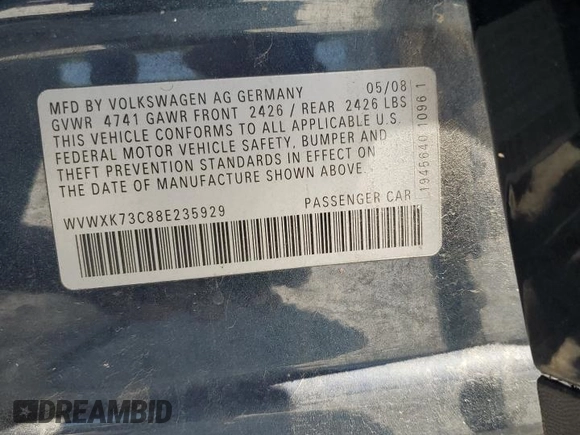 MFD BY VOLKSWAGEN AG GERMANY 05/08
GVWR 4741 GAWR FRONT 2426 / REAR 2426 LBS
THIS VEHICLE CONFORMS TO ALL APPLICABLE U.S.
FEDERAL MOTOR VEHICLE SAFETY, BUMPER AND
THEFT PREVENTION STANDARDS IN EFFECT ON
THE DATE OF MANUFACTURE SHOWN ABOVE.
WVWXK73C88E235929 PASSENGER CAR
194564011 096 1
DREAMBID